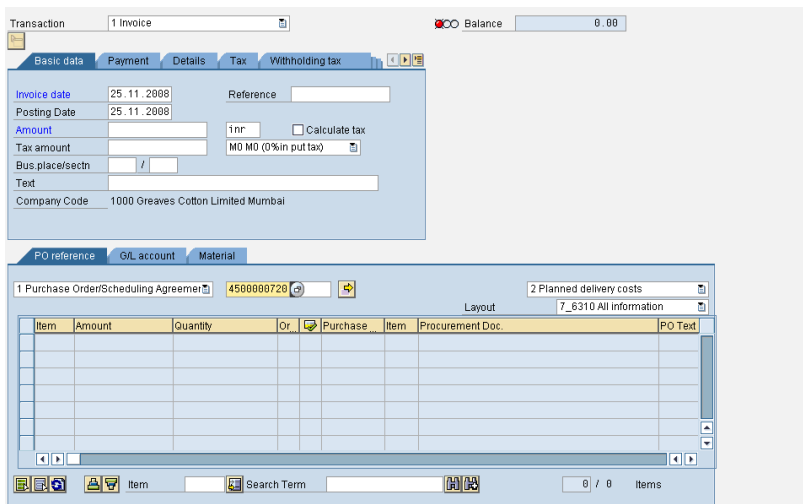 Transaction 1 Invoice Balance 0.00
Basic data Payment Details Tax Withholding tax
Invoice date 25.11.2008 Reference
Posting Date 25.11.2008
Amount inr Calculate tax
Tax amount M0 M0 (0% in put tax)
Bus.place/sectn /
Text
Company Code 1000 Greaves Cotton Limited Mumbai
PO reference G/L account Material
1 Purchase Order/Scheduling Agreemer 4500000720 2 Planned delivery costs
Layout 7_6310 All information
Item Amount Quantity Or... Purchase ... Item Procurement Doc. PO Text
Item Search Term 0 / 0 Items